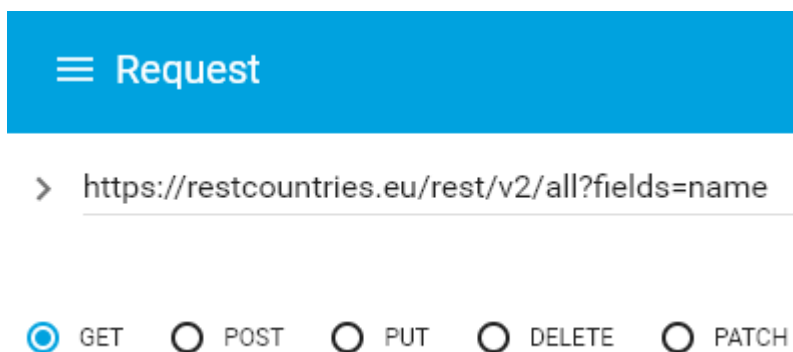 Request
https://restcountries.eu/rest/v2/all?fields=name
GET POST PUT DELETE PATCH